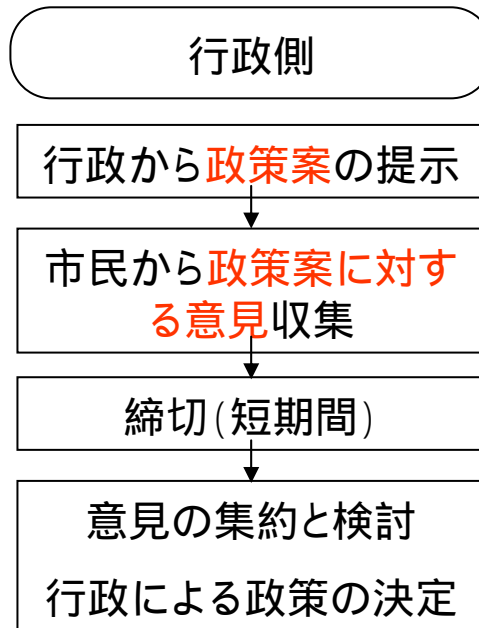 行政側
行政から政策案の提示
市民から政策案に対す
る意見収集
締切(短期間)
意見の集約と検討
行政による政策の決定